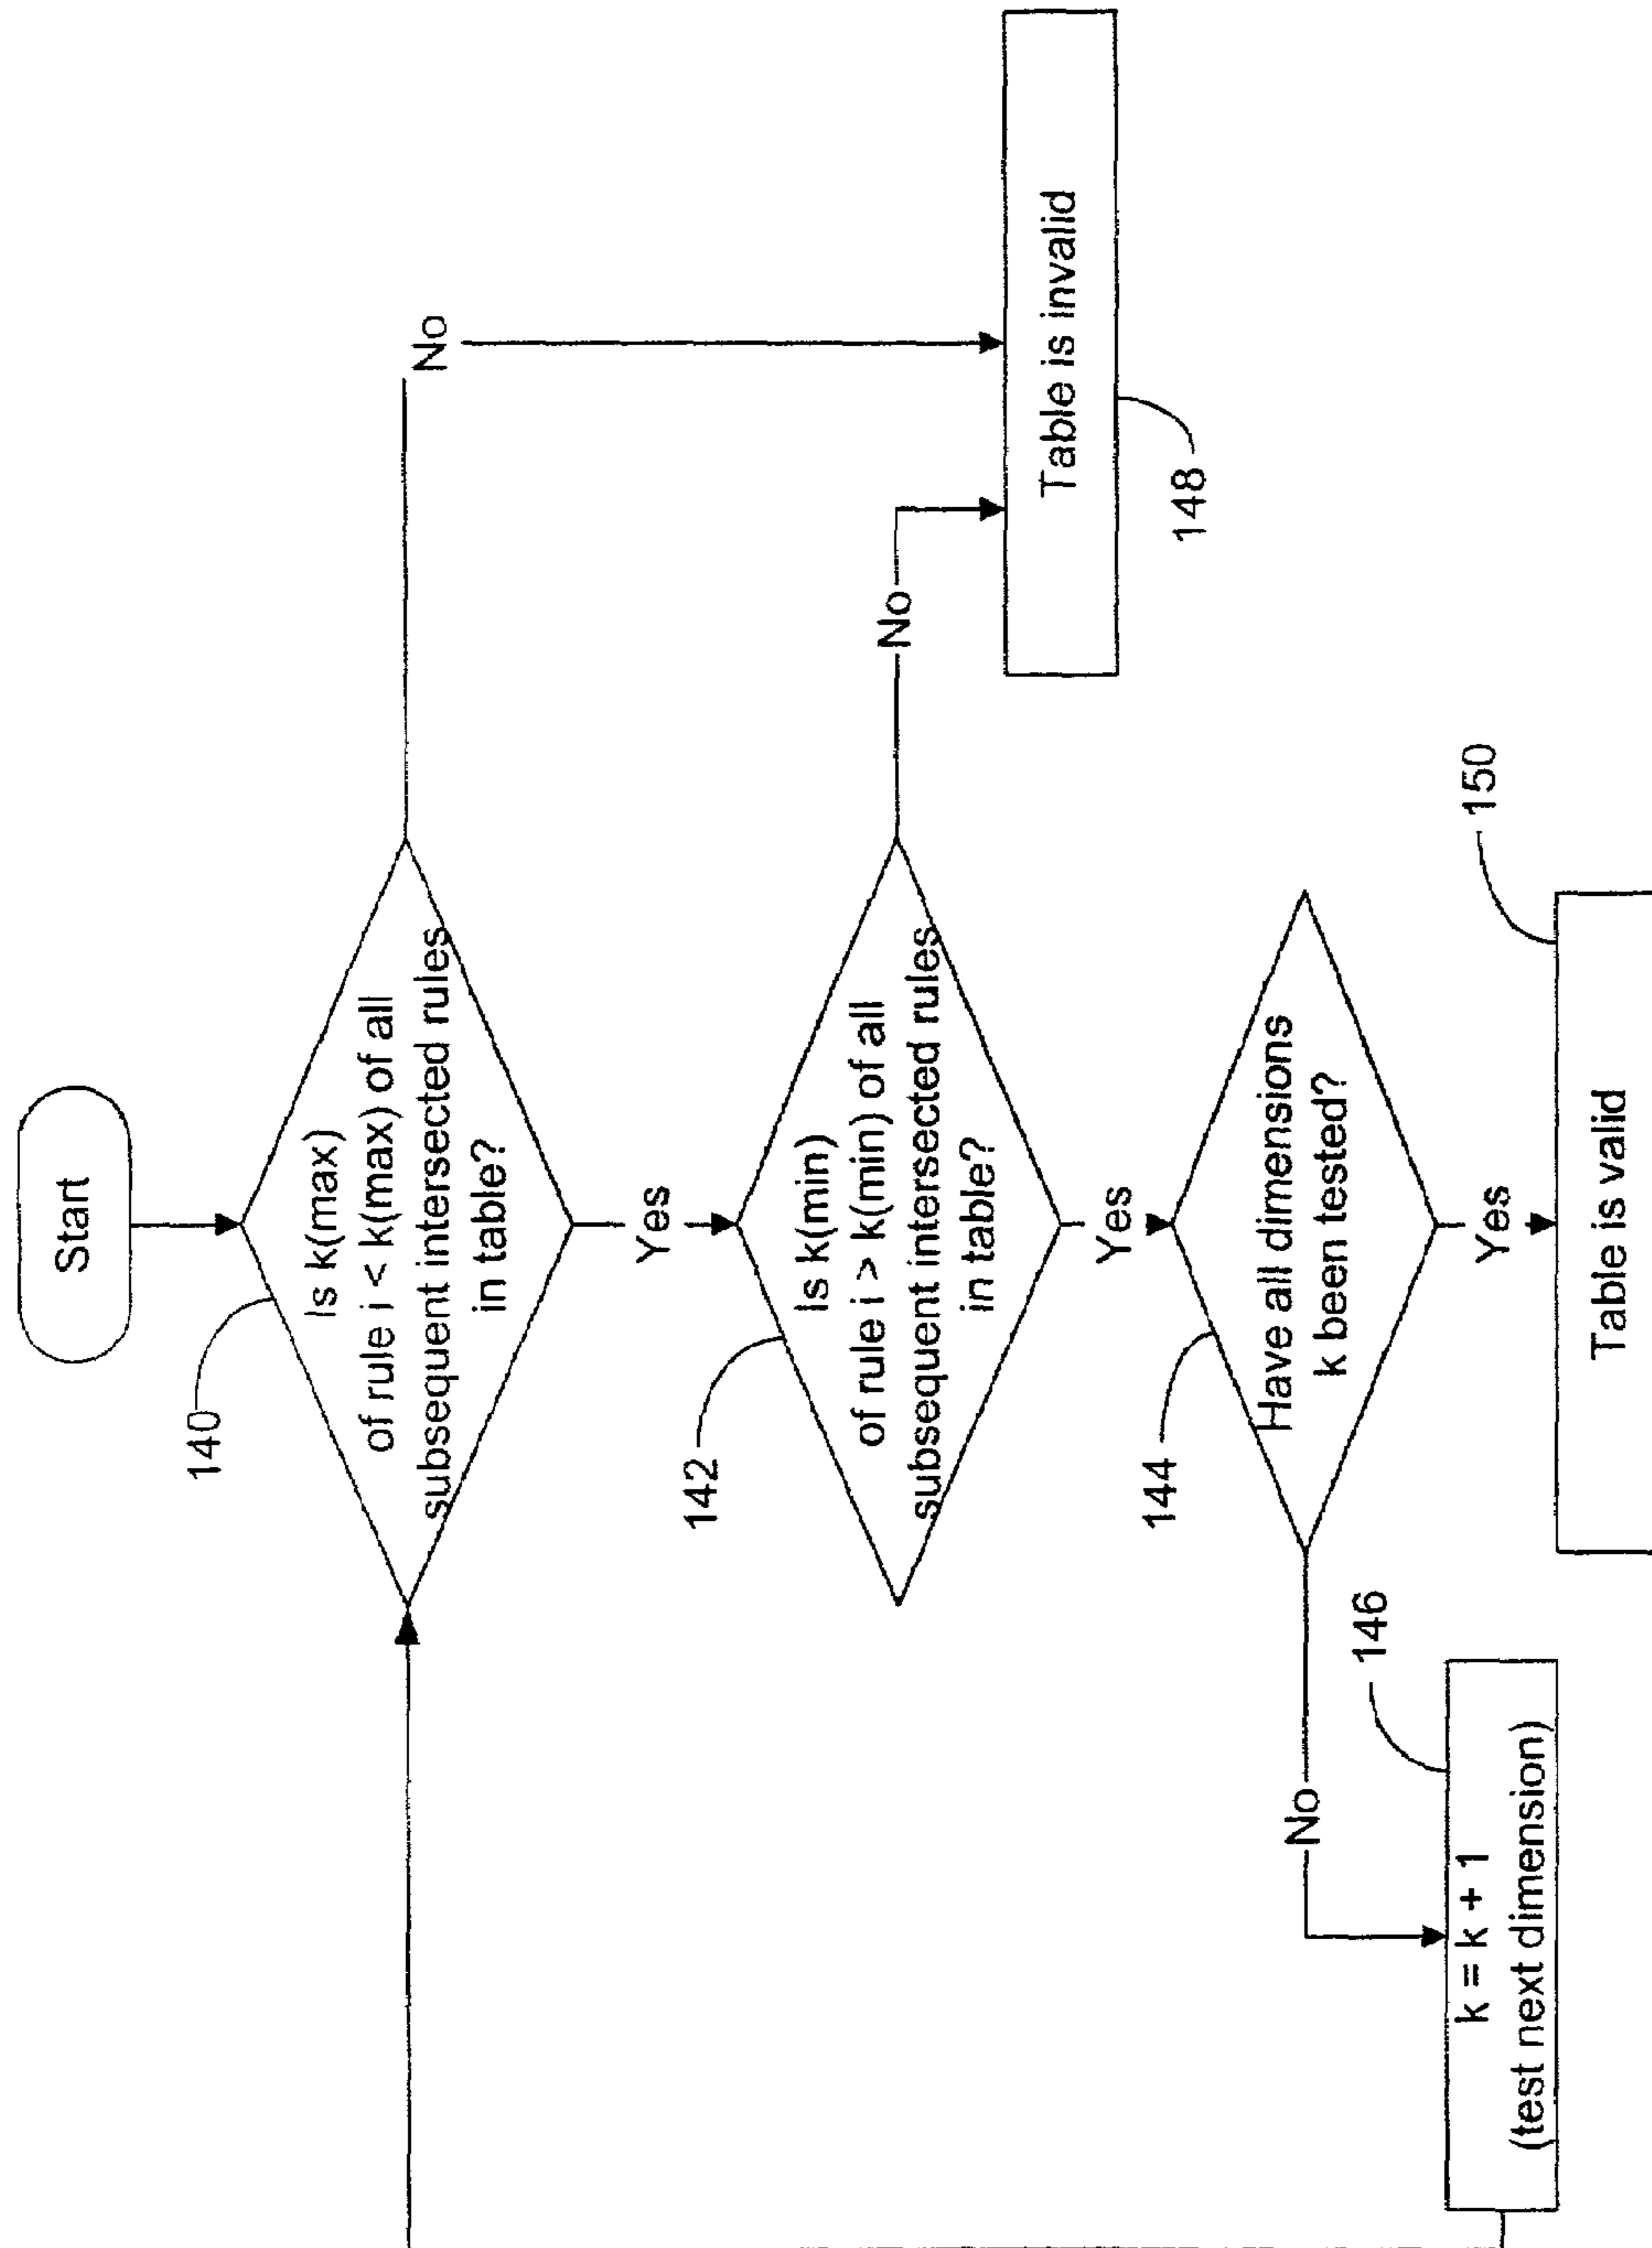 Start
140
Is k(max)
of rule i < k(max) of all
subsequent intersected rules
in table?
No
Yes
142
Is k(min)
of rule i > k(min) of all
subsequent intersected rules
in table?
No
Table is invalid
148
Yes
144
Have all dimensions
k been tested?
No
146
k = k + 1
(test next dimension)
Yes
150
Table is valid